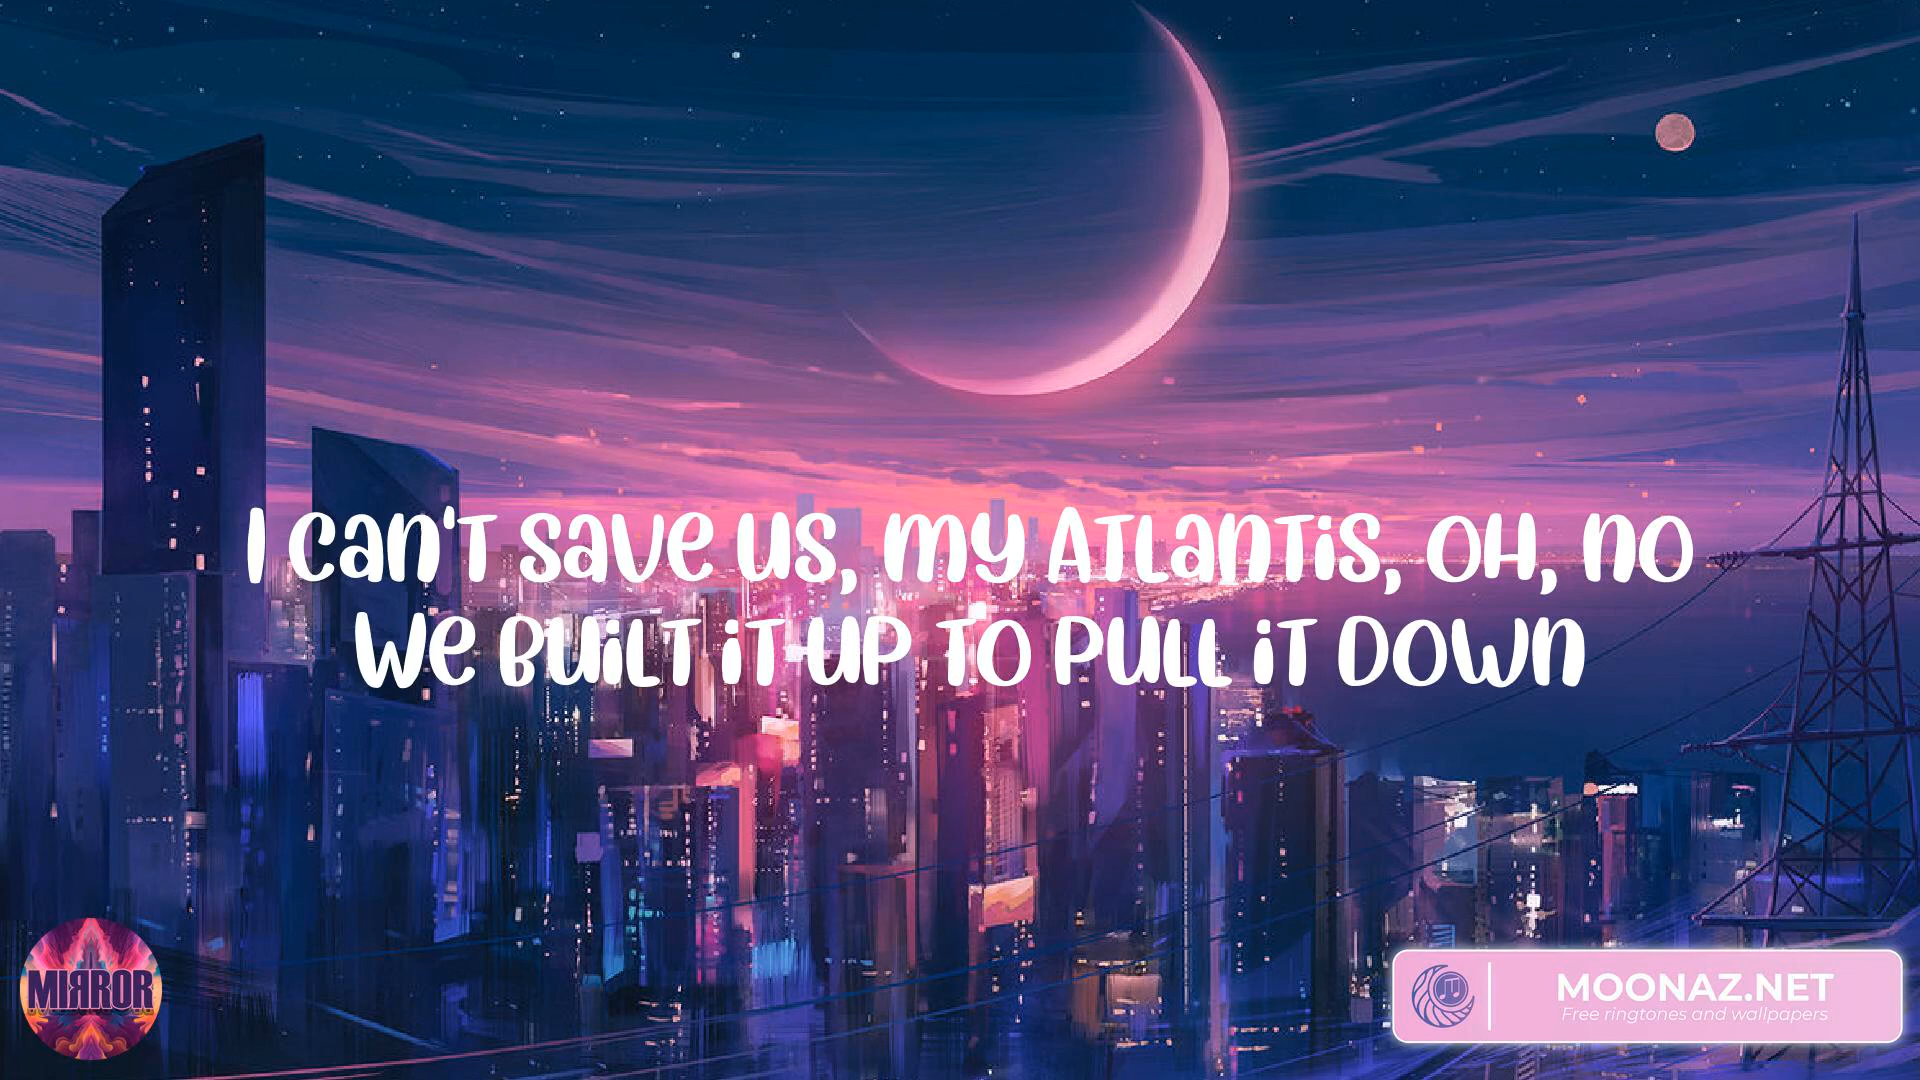 I can't save us, my Atlantis, oh, no
We built it up to pull it down
MIRROR
MOONAZ.NET
Free ringtones and wallpapers